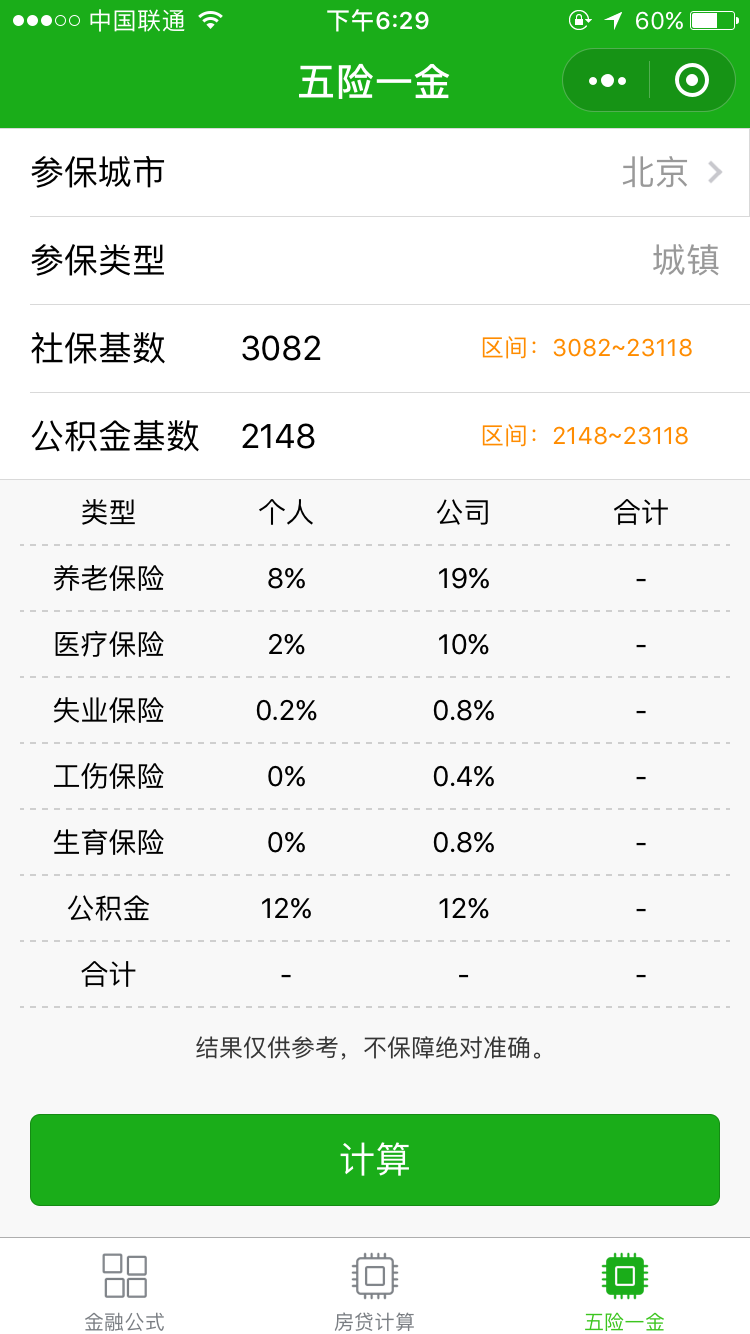 中国联通 下午6:29 60%
五险一金
参保城市 北京
参保类型 城镇
社保基数 3082 区间：3082~23118
公积金基数 2148 区间：2148~23118
类型 个人 公司 合计
养老保险 8% 19% -
医疗保险 2% 10% -
失业保险 0.2% 0.8% -
工伤保险 0% 0.4% -
生育保险 0% 0.8% -
公积金 12% 12% -
合计 - - -
结果仅供参考，不保障绝对准确。
计算
金融公式 房贷计算 五险一金